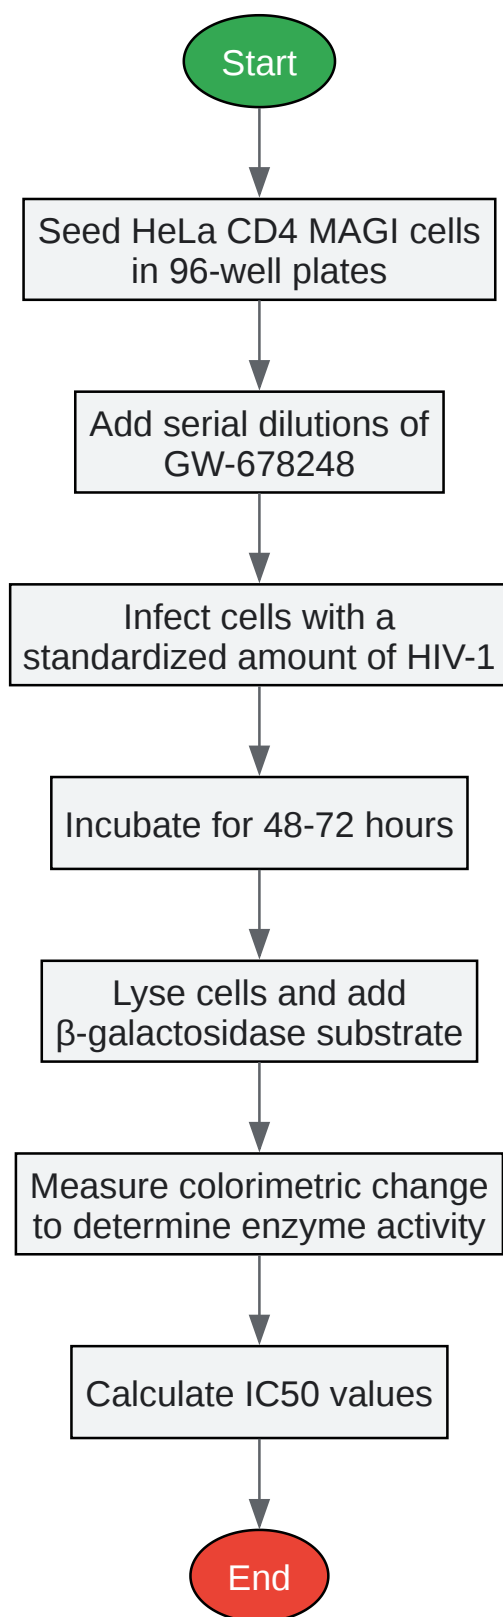 Start
Seed HeLa CD4 MAGI cells
in 96-well plates
Add serial dilutions of
GW-678248
Infect cells with a
standardized amount of HIV-1
Incubate for 48-72 hours
Lyse cells and add
β-galactosidase substrate
Measure colorimetric change
to determine enzyme activity
Calculate IC50 values
End